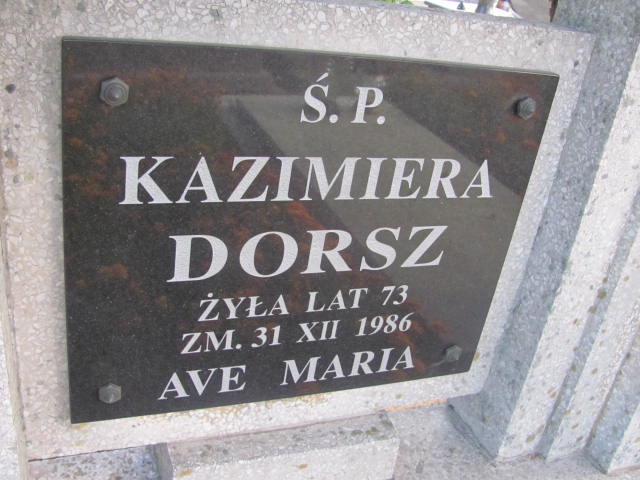 Ś.P.
KAZIMIERA
DORSZ
ŻYŁA LAT 73
ZM. 31 XII 1986
AVE MARIA